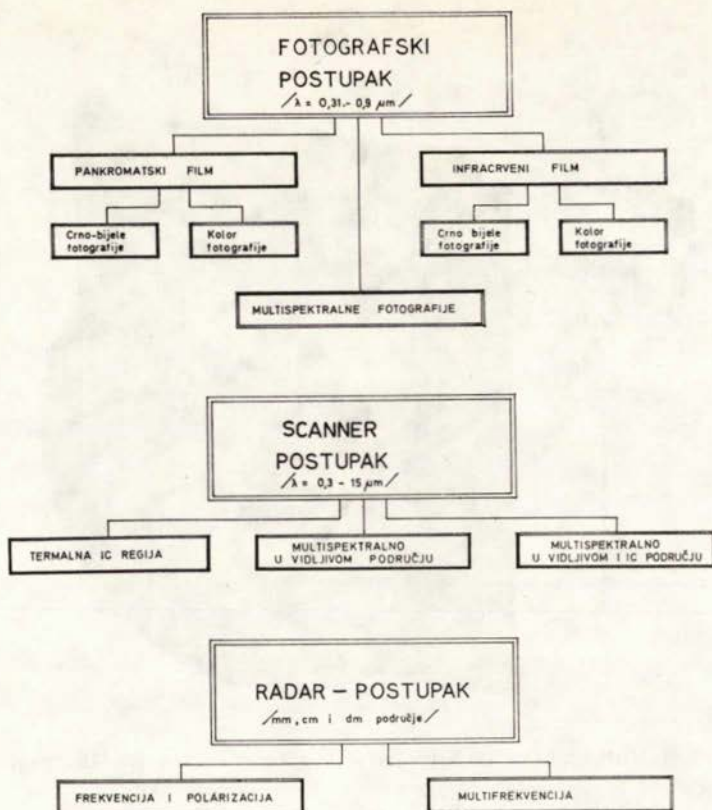 FOTOGRAFSKI
POSTUPAK
/λ = 0,31.- 0,9 µm/
PANKROMATSKI FILM
INFRACRVENI FILM
Crno-bijele
fotografije
Kolor
fotografije
Crno bijele
fotografije
Kolor
fotografije
MULTISPEKTRALNE FOTOGRAFIJE
SCANNER
POSTUPAK
/λ = 0,3 - 15 µm/
TERMALNA IC REGIJA
MULTISPEKTRALNO
U VIDLJIVOM PODRUČJU
MULTISPEKTRALNO
U VIDLJIVOM I IC PODRUČJU
RADAR — POSTUPAK
/mm, cm i dm područje/
FREKVENCIJA I POLARIZACIJA
MULTIFREKVENCIJA